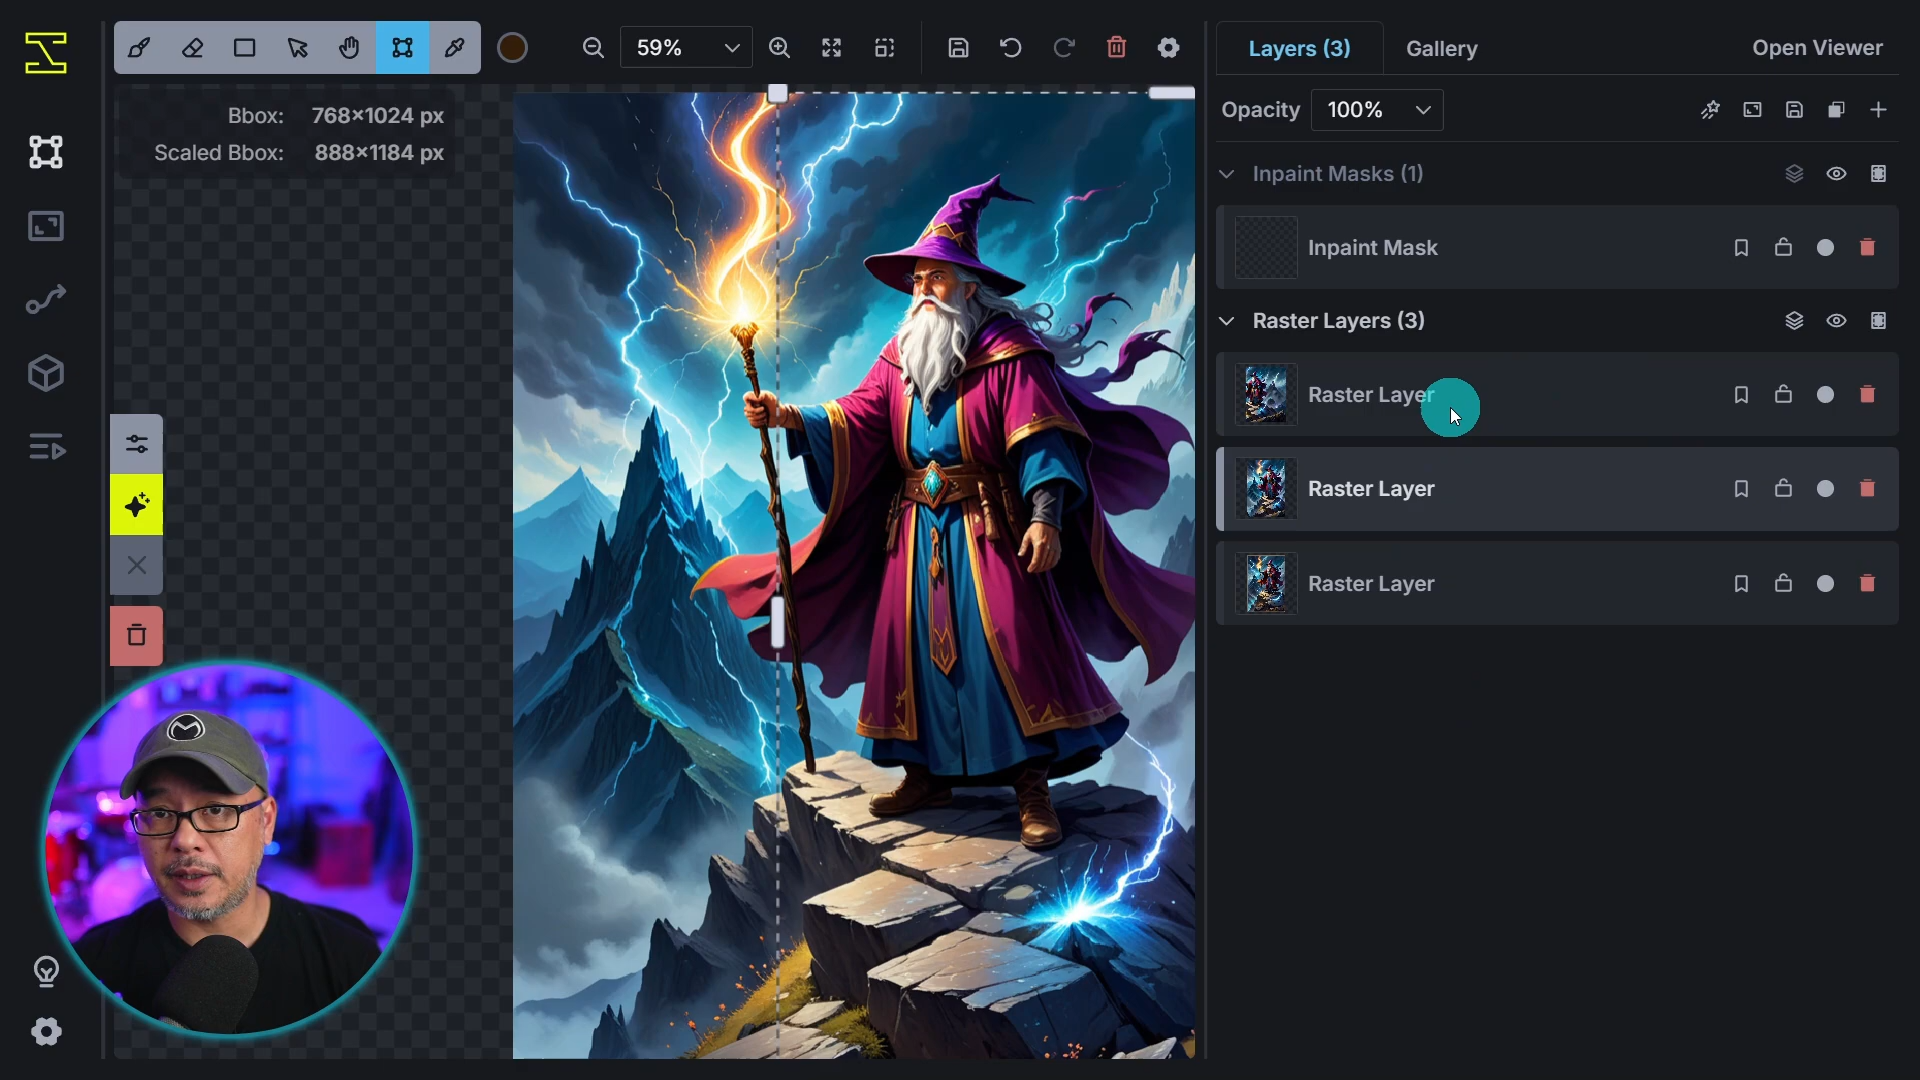 59%
Layers (3)
Gallery
Open Viewer
Bbox: 768×1024 px
Scaled Bbox: 888×1184 px
Opacity 100%
Inpaint Masks (1)
Inpaint Mask
Raster Layers (3)
Raster Layer
Raster Layer
Raster Layer